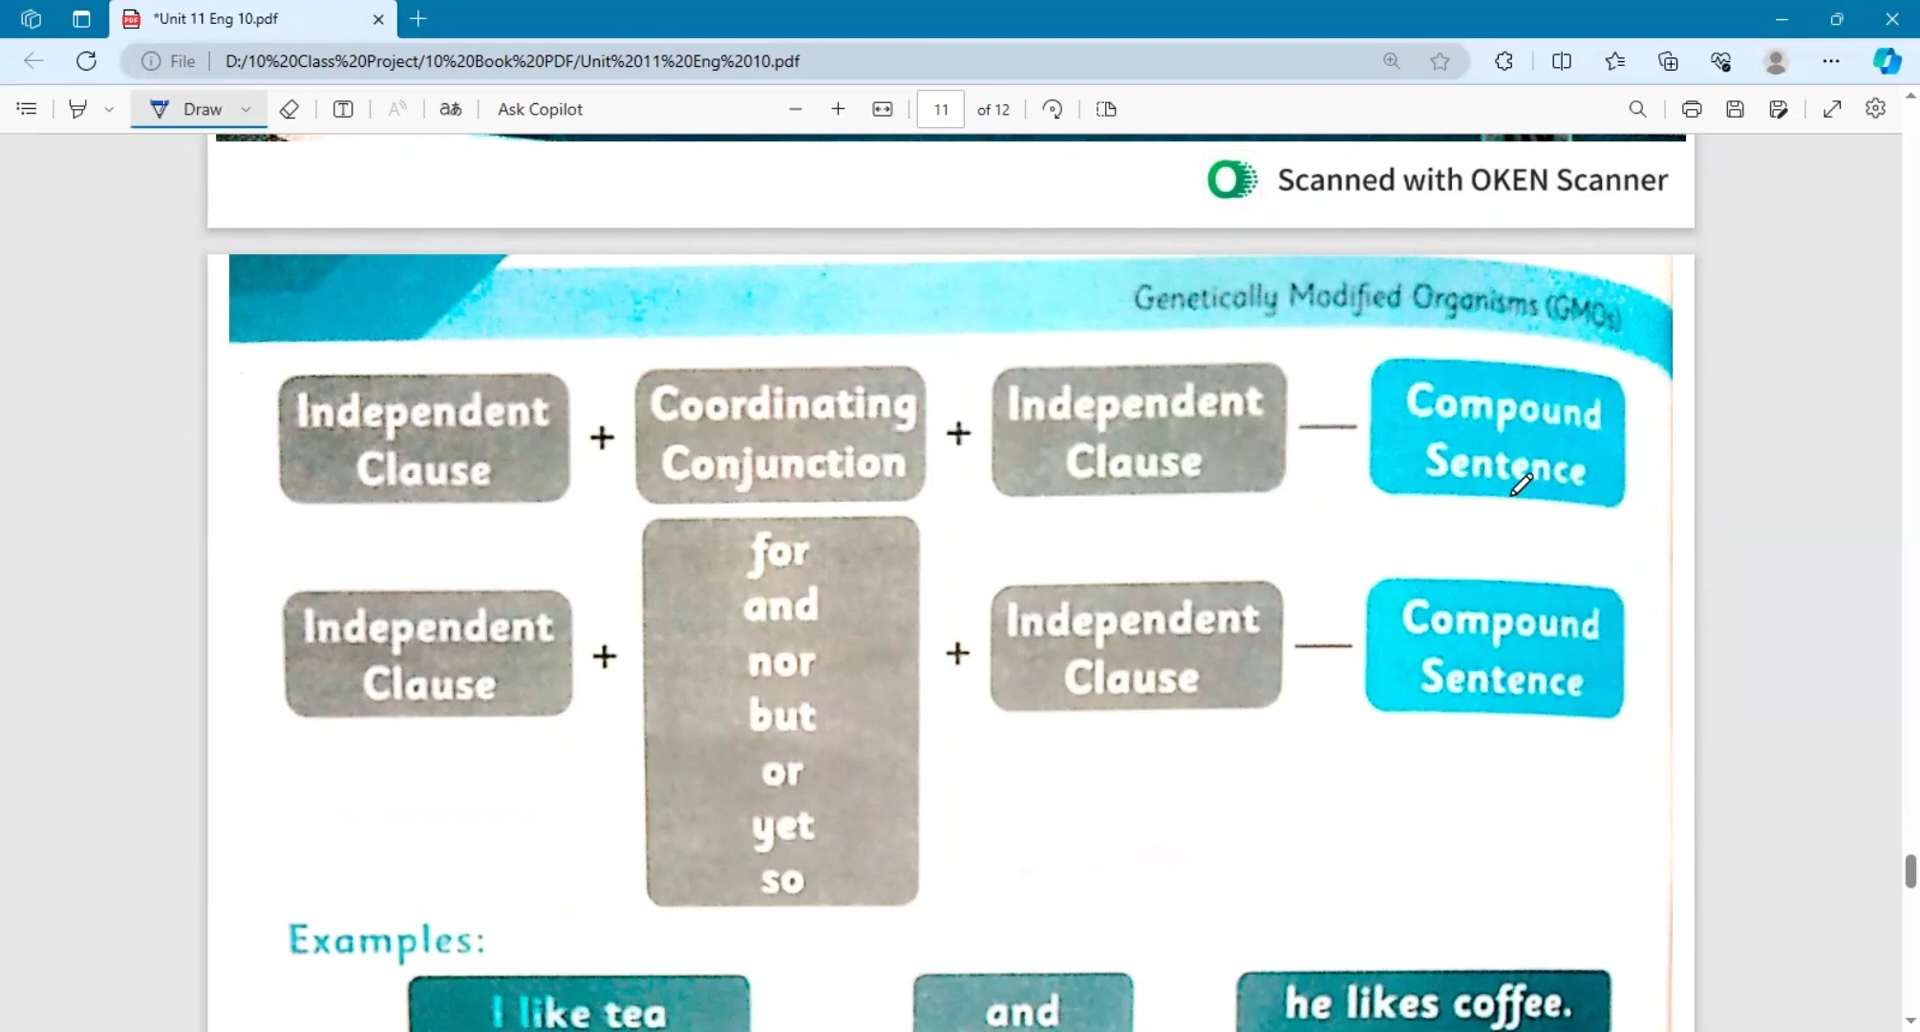 *Unit 11 Eng 10.pdf
File D:/10%20Class%20Project/10%20Book%20PDF/Unit%2011%20Eng%2010.pdf
Draw aあ Ask Copilot 11 of 12
Scanned with OKEN Scanner
Genetically Modified Organisms (GMOs)
Independent Clause + Coordinating Conjunction + Independent Clause — Compound Sentence
for
and
nor
but
or
yet
so
Independent Clause + + Independent Clause — Compound Sentence
Examples:
I like tea and he likes coffee.